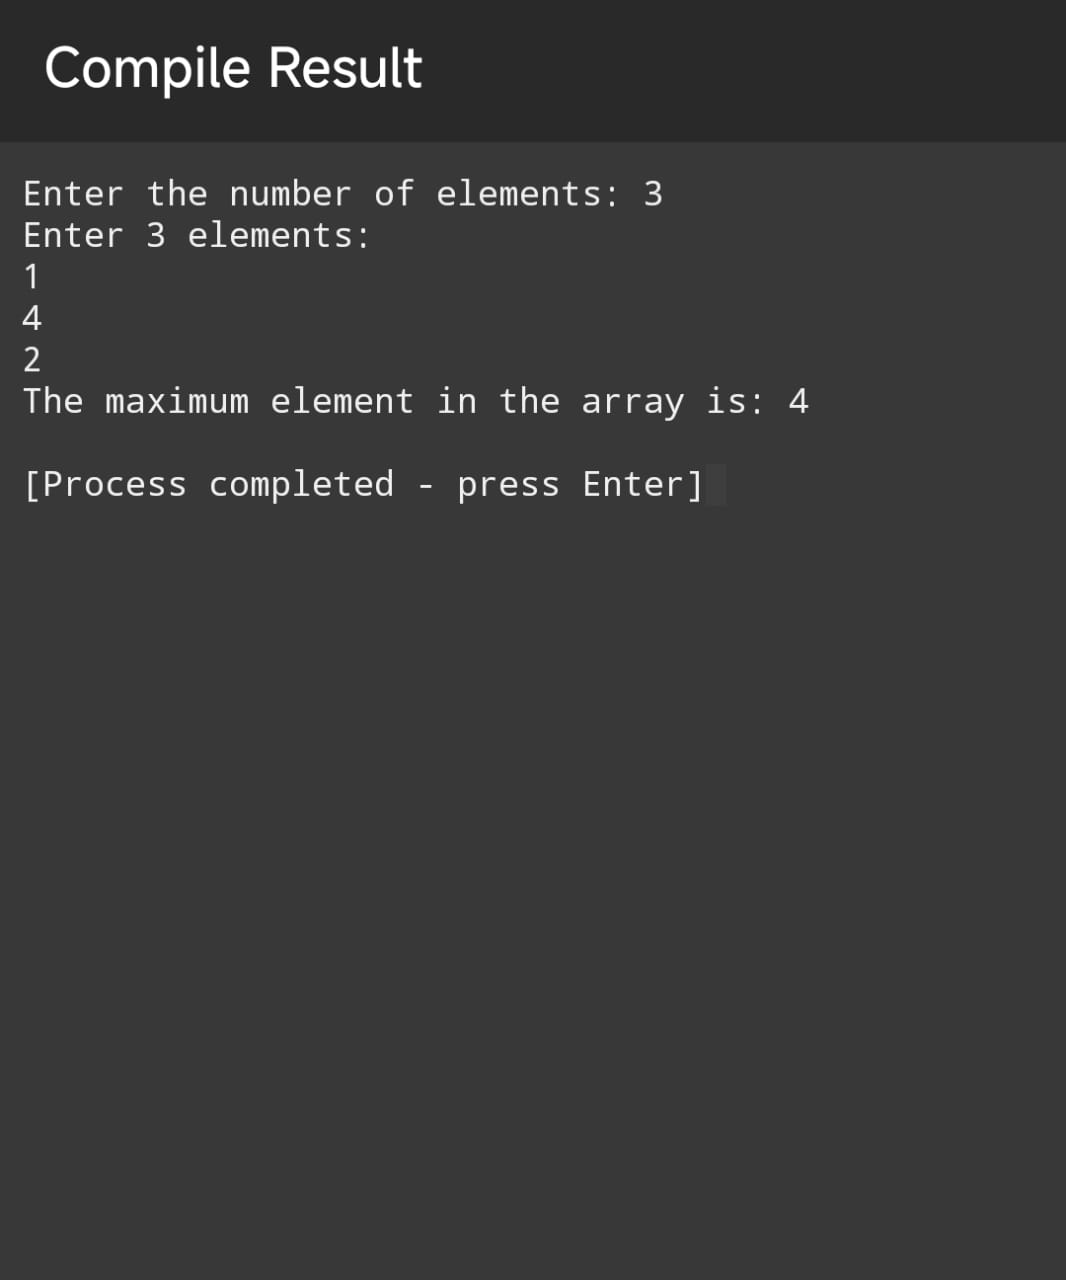 Compile Result
Enter the number of elements: 3
Enter 3 elements:
1
4
2
The maximum element in the array is: 4
[Process completed - press Enter]